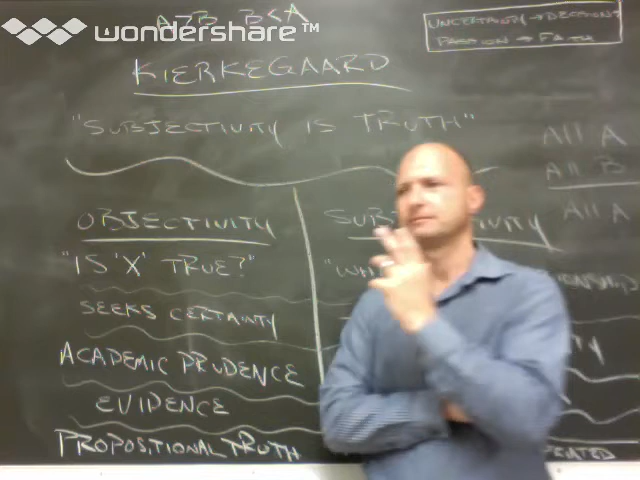 wondershare™
KIERKEGAARD
UNCERTAINTY → DECISION?
PASSION → FAITH
"SUBJECTIVITY IS TRUTH"
All A
All B
All A
OBJECTIVITY
"IS 'X' TRUE?"
SEEKS CERTAINTY
ACADEMIC PRUDENCE
EVIDENCE
PROPOSITIONAL TRUTH